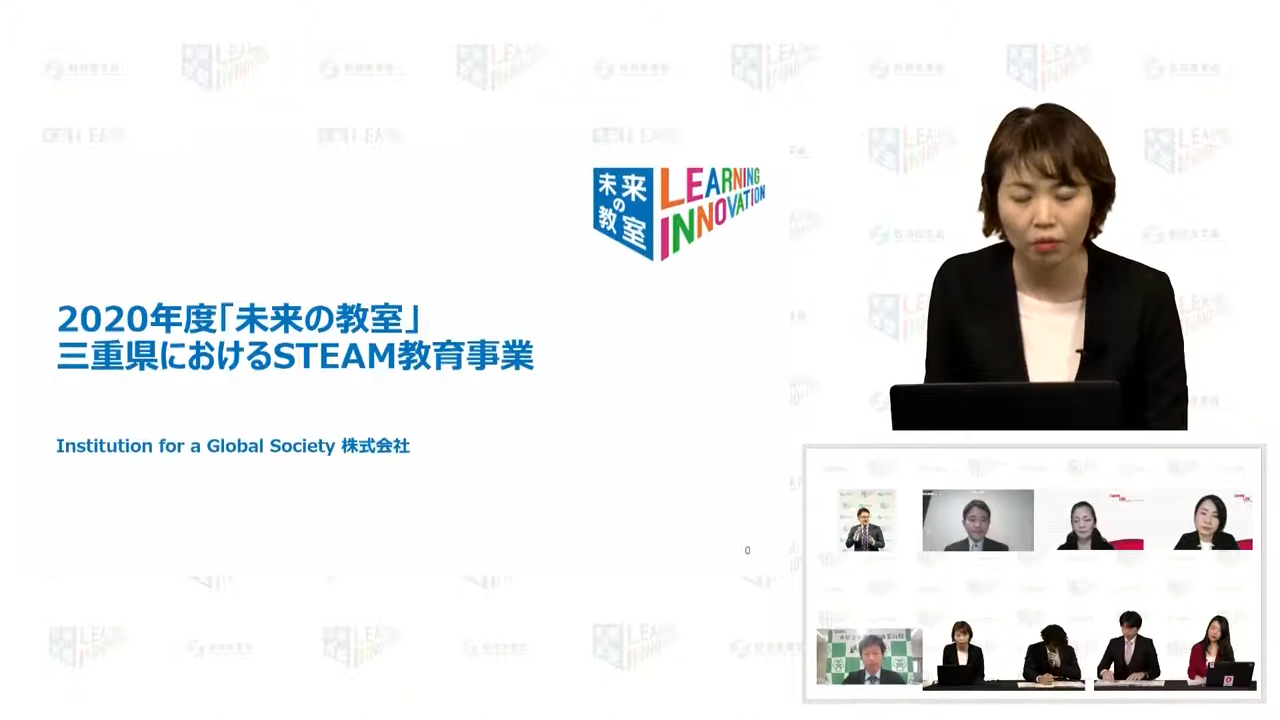 未来
の
教室
LEARNING
INNOVATION
2020年度「未来の教室」
三重県におけるSTEAM教育事業
Institution for a Global Society 株式会社
0